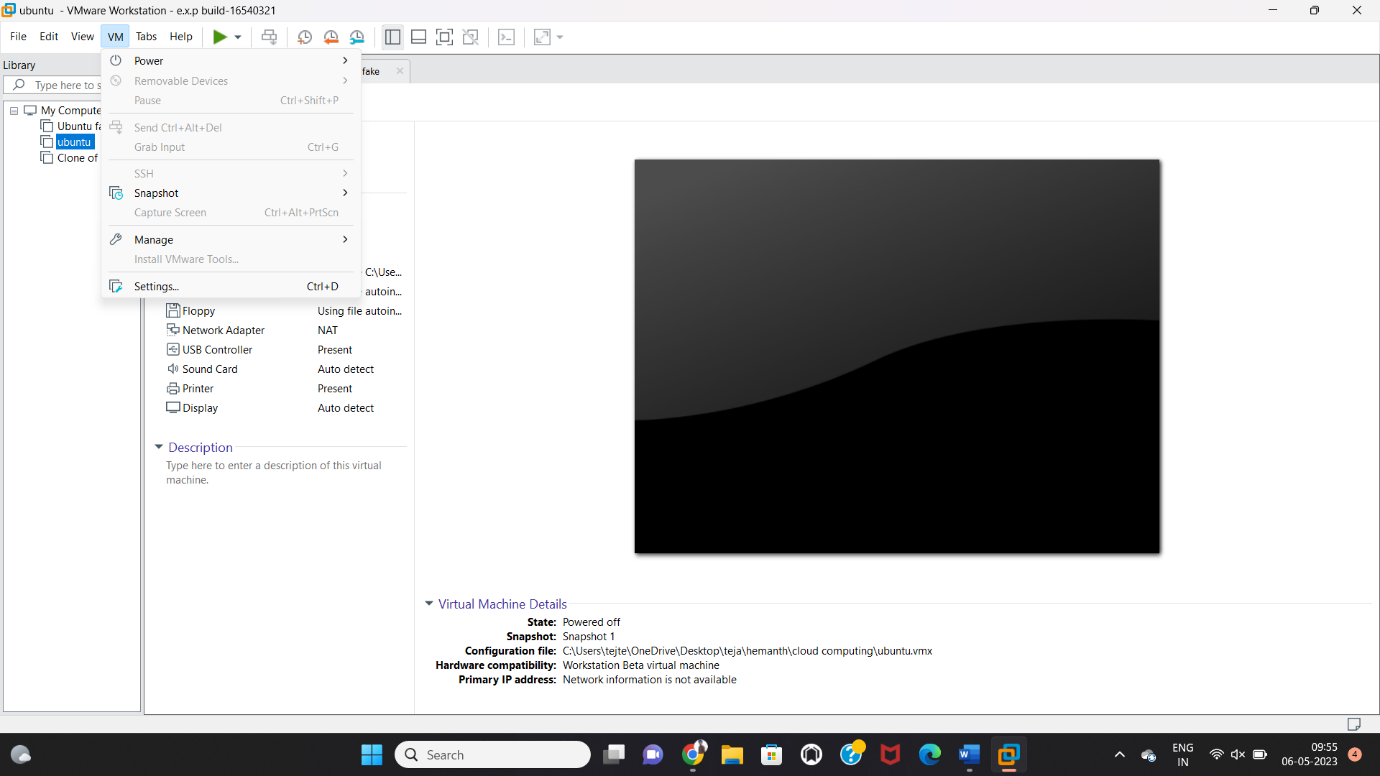 ubuntu - VMware Workstation - e.x.p build-16540321
File Edit View VM Tabs Help
Library
Type here to s
fake
My Compute
Ubuntu fa
ubuntu
Clone of
Power
Removable Devices
Pause Ctrl+Shift+P
Send Ctrl+Alt+Del
Grab Input Ctrl+G
SSH
Snapshot
Capture Screen Ctrl+Alt+PrtScn
Manage
Install VMware Tools...
Settings... Ctrl+D
C:\Use...
autoin...
Floppy Using file autoin...
Network Adapter NAT
USB Controller Present
Sound Card Auto detect
Printer Present
Display Auto detect
Description
Type here to enter a description of this virtual
machine.
Virtual Machine Details
State: Powered off
Snapshot: Snapshot 1
Configuration file: C:\Users\tejte\OneDrive\Desktop\teja\hemanth\cloud computing\ubuntu.vmx
Hardware compatibility: Workstation Beta virtual machine
Primary IP address: Network information is not available
Search
ENG
IN
09:55
06-05-2023
4